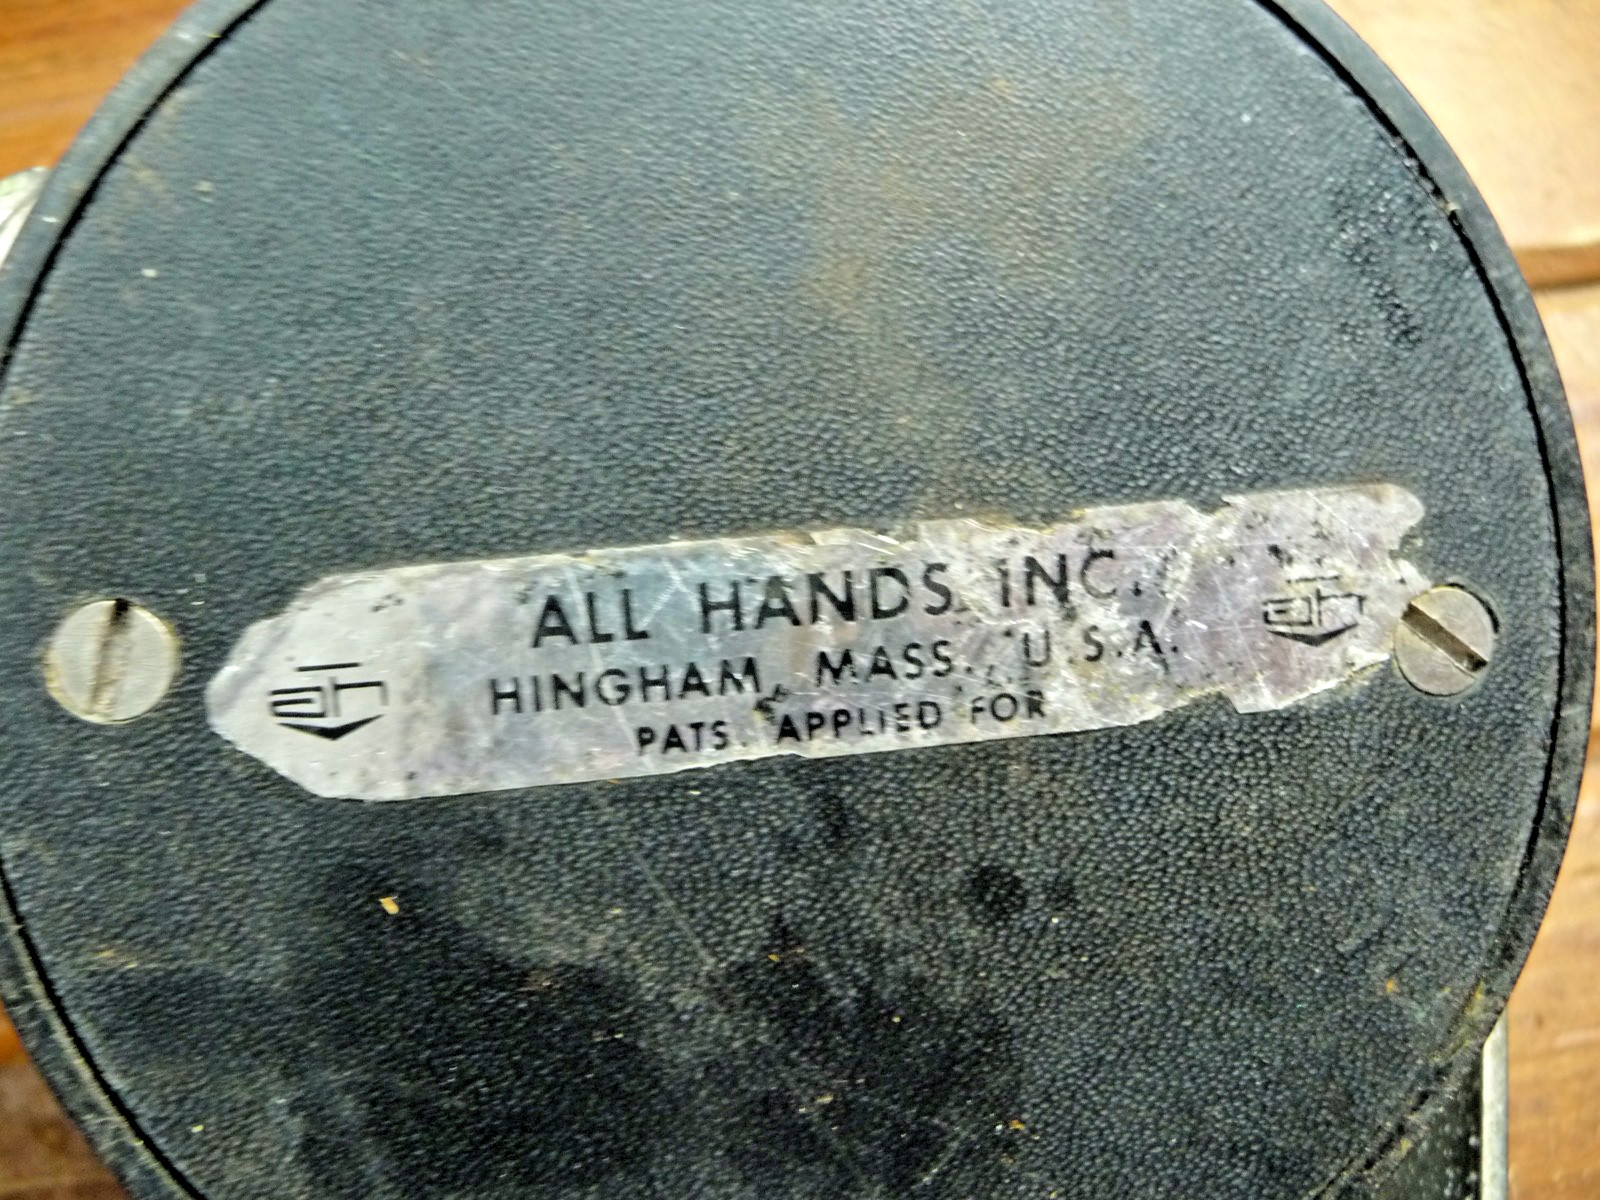 ALL HANDS INC.
HINGHAM, MASS., U.S.A.
PATS. APPLIED FOR